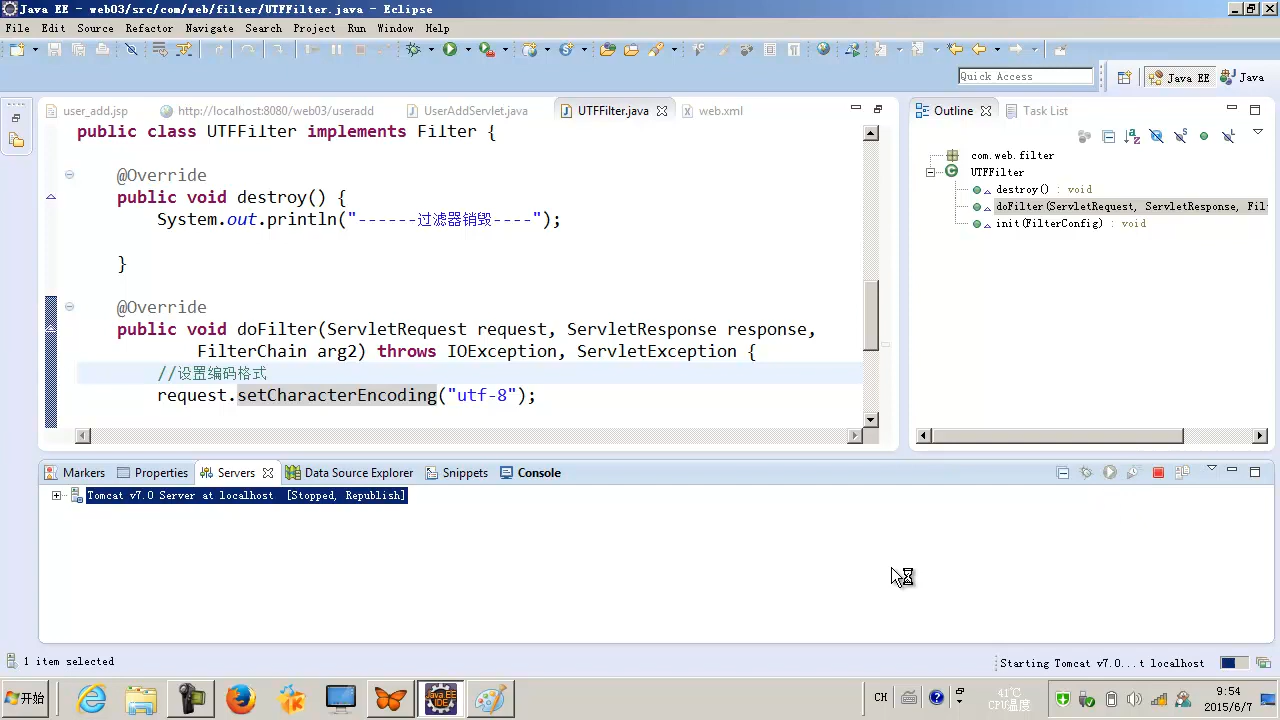 Java EE - web03/src/com/web/filter/UTFFilter.java - Eclipse
File Edit Source Refactor Navigate Search Project Run Window Help
Quick Access
Java EE
Java
user_add.jsp
http://localhost:8080/web03/useradd
UserAddServlet.java
UTFFilter.java
web.xml
Outline
Task List
public class UTFFilter implements Filter {
@Override
public void destroy() {
System.out.println("------过滤器销毁----");
}
@Override
public void doFilter(ServletRequest request, ServletResponse response,
FilterChain arg2) throws IOException, ServletException {
//设置编码格式
request.setCharacterEncoding("utf-8");
com.web.filter
UTFFilter
destroy() : void
doFilter(ServletRequest, ServletResponse, Fil
init(FilterConfig) : void
Markers
Properties
Servers
Data Source Explorer
Snippets
Console
Tomcat v7.0 Server at localhost [Stopped, Republish]
1 item selected
Starting Tomcat v7.0...t localhost
开始
Java EE
IDE
CH
41℃
CPU温度
9:54
2015/6/7